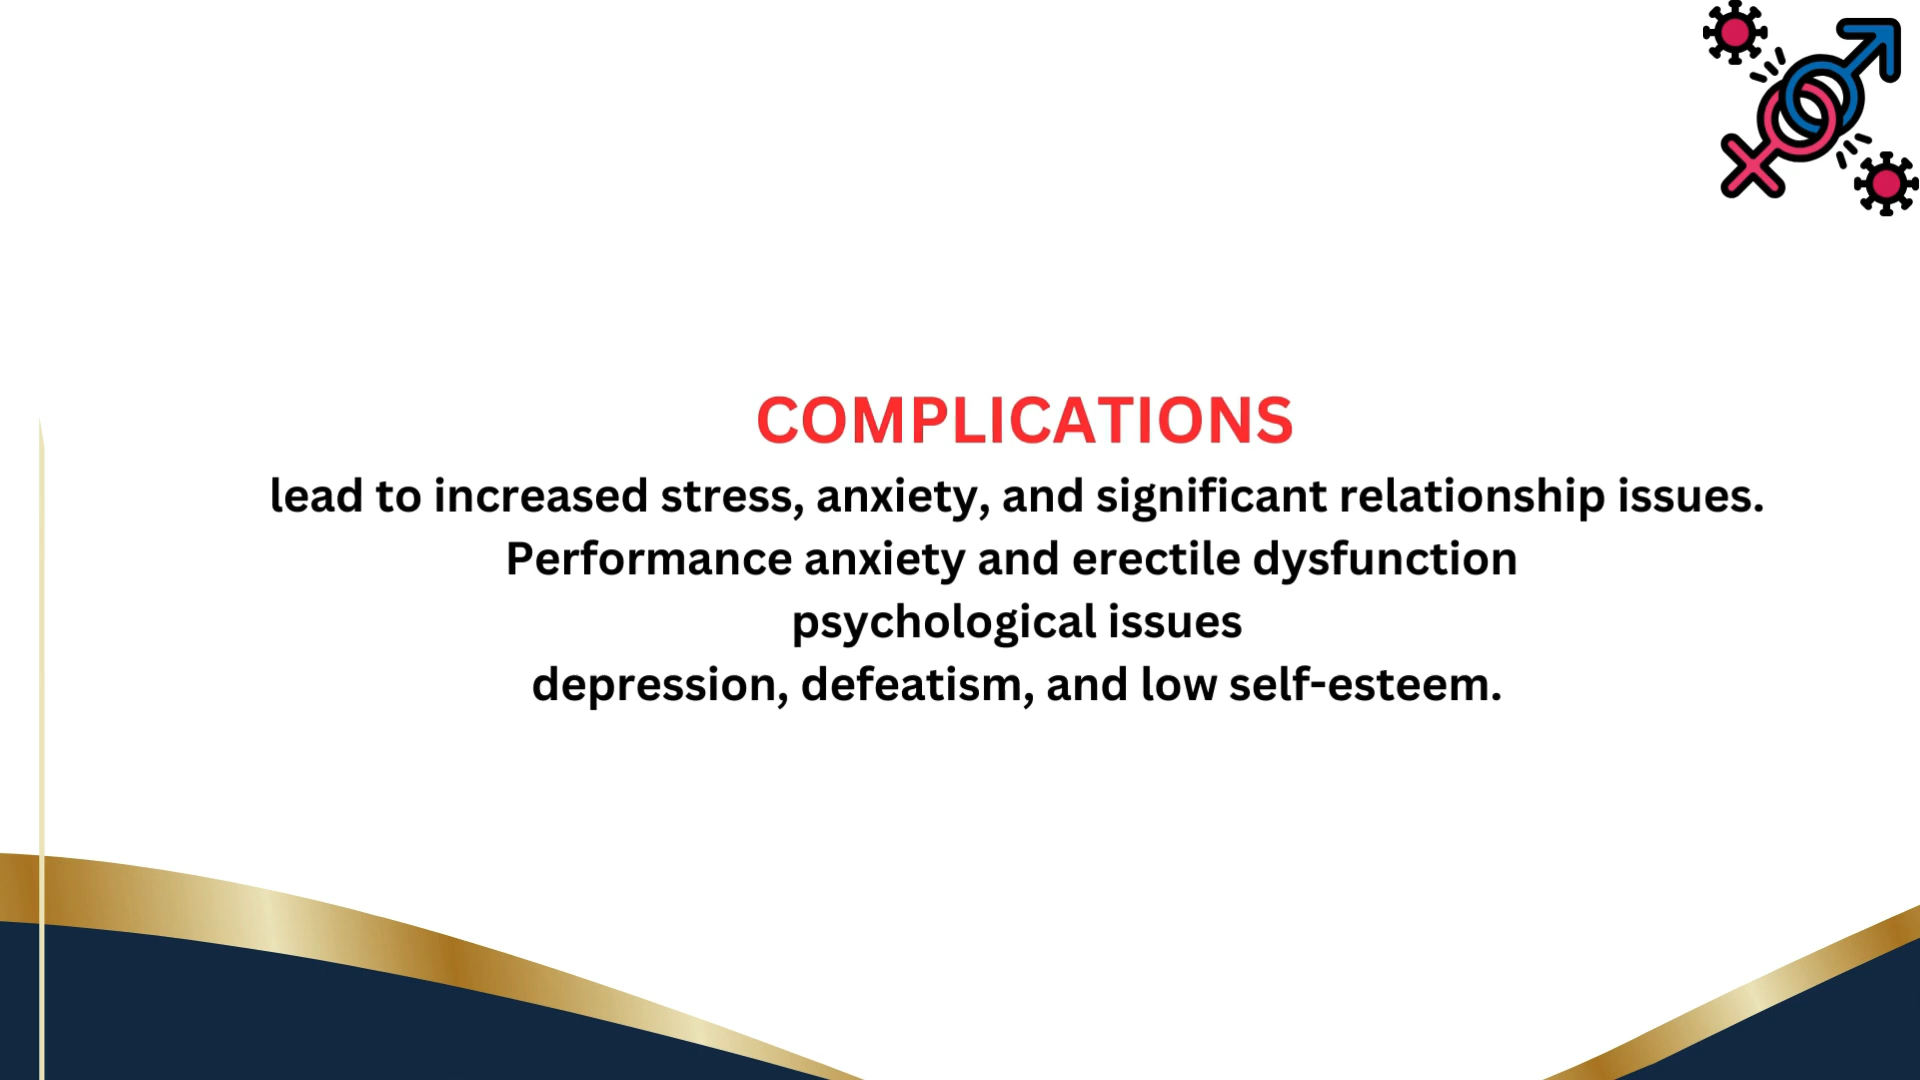 COMPLICATIONS
lead to increased stress, anxiety, and significant relationship issues.
Performance anxiety and erectile dysfunction
psychological issues
depression, defeatism, and low self-esteem.